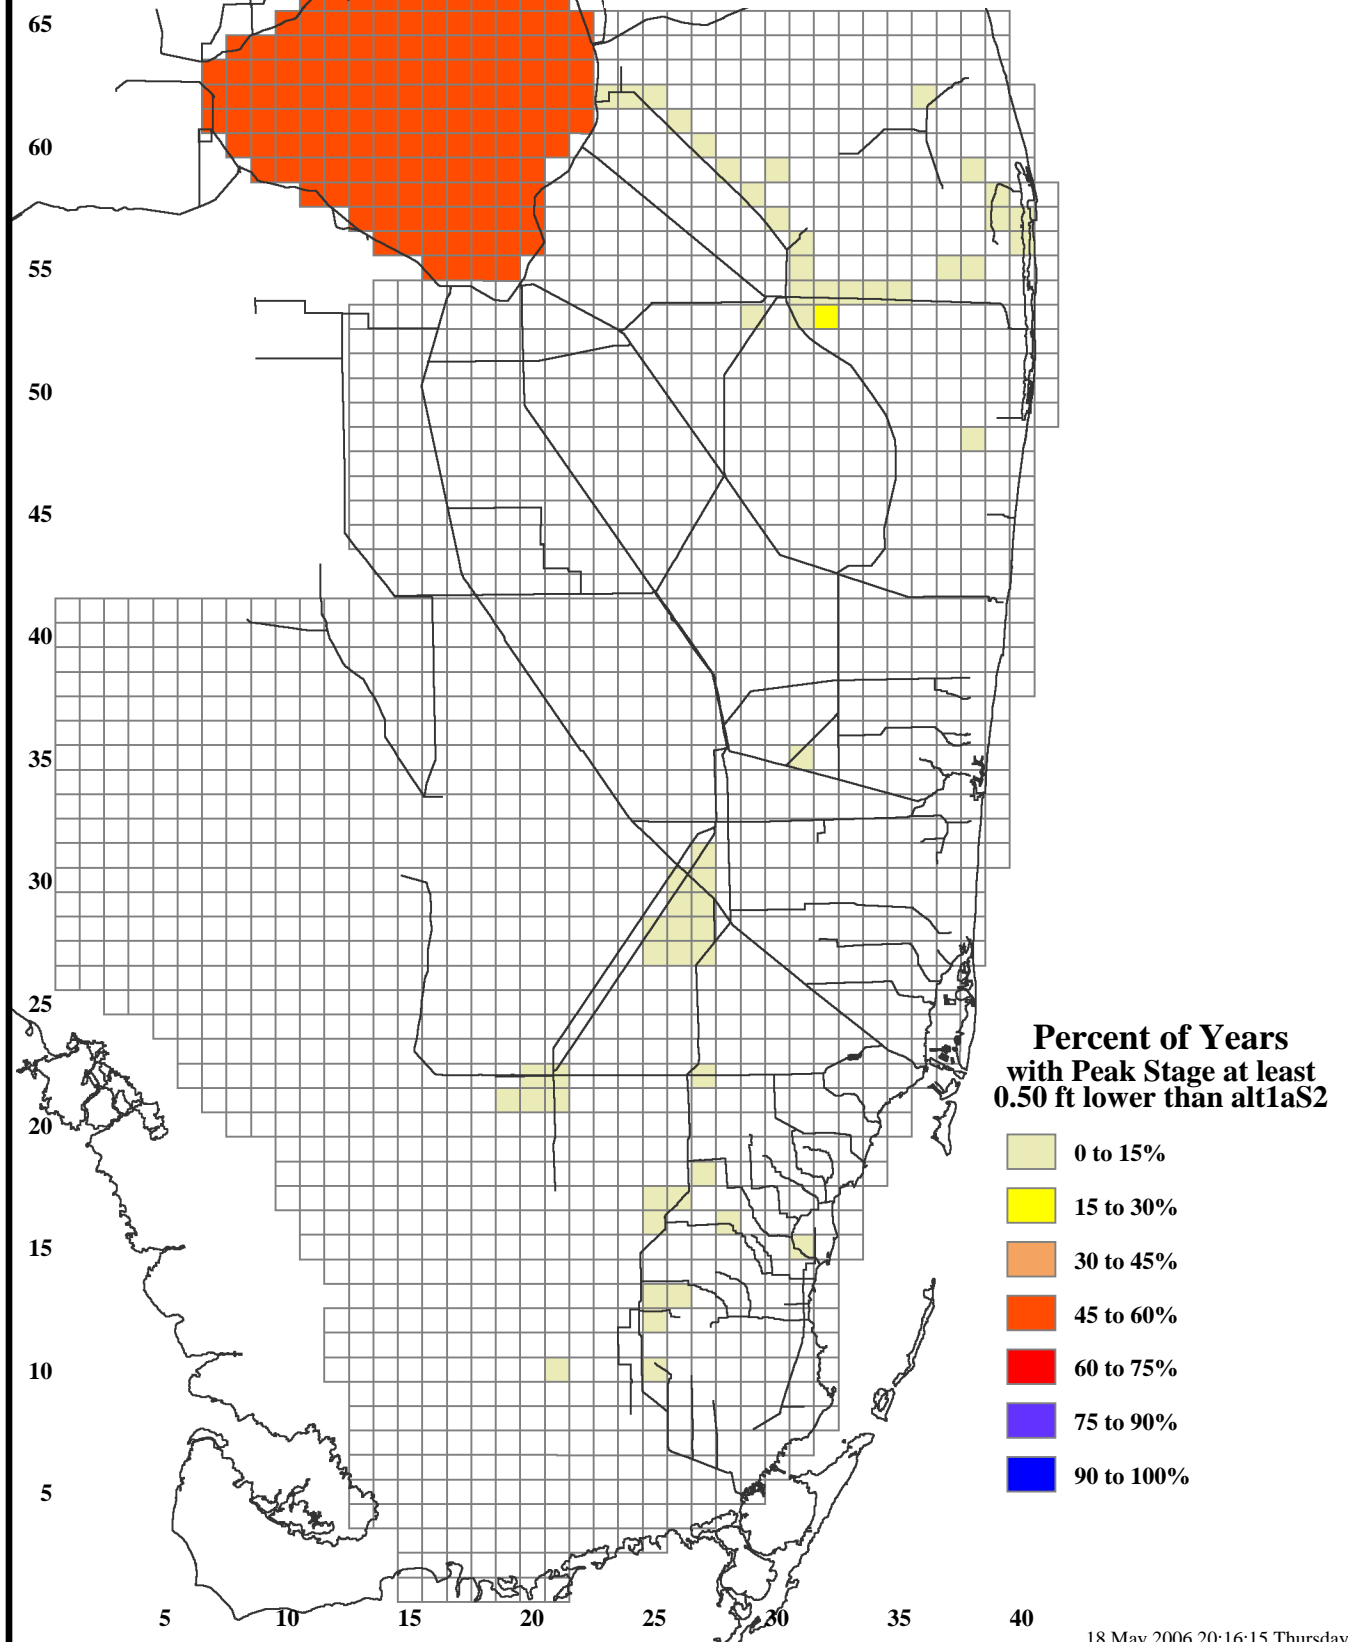 65
60
55
50
45
40
35
30
25
20
15
10
5
Percent of Years
with Peak Stage at least
0.50 ft lower than alt1aS2
0 to 15%
15 to 30%
30 to 45%
45 to 60%
60 to 75%
75 to 90%
90 to 100%
5 10 15 20 25 30 35 40
18 May 2006 20:16:15 Thursday